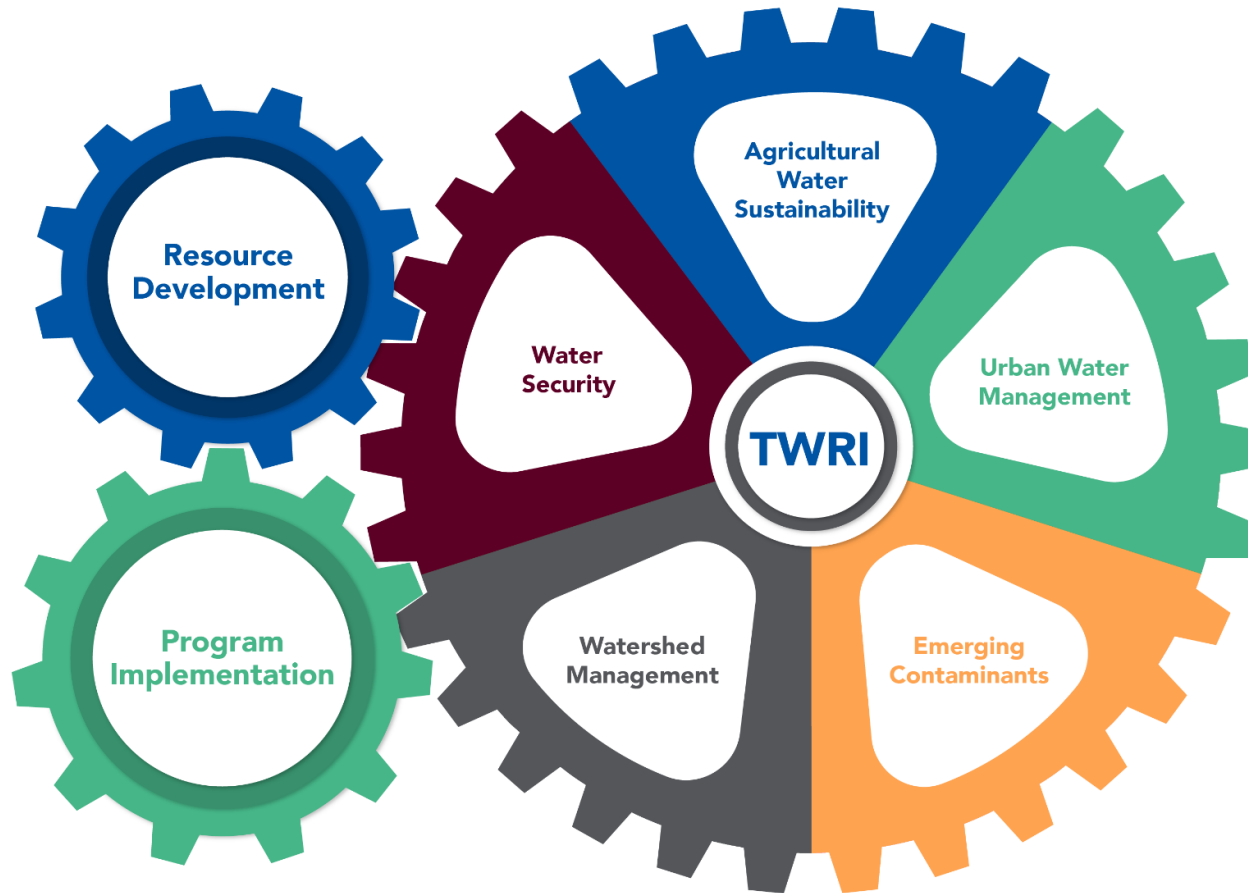 Resource
Development
Program
Implementation
Agricultural
Water
Sustainability
Water
Security
Urban Water
Management
TWRI
Watershed
Management
Emerging
Contaminants